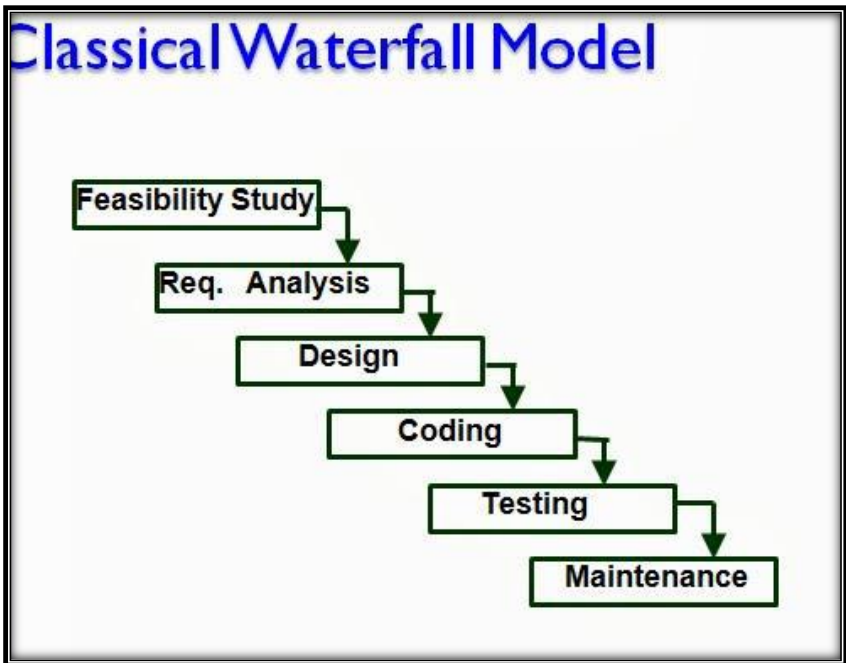 Classical Waterfall Model
Feasibility Study
Req. Analysis
Design
Coding
Testing
Maintenance